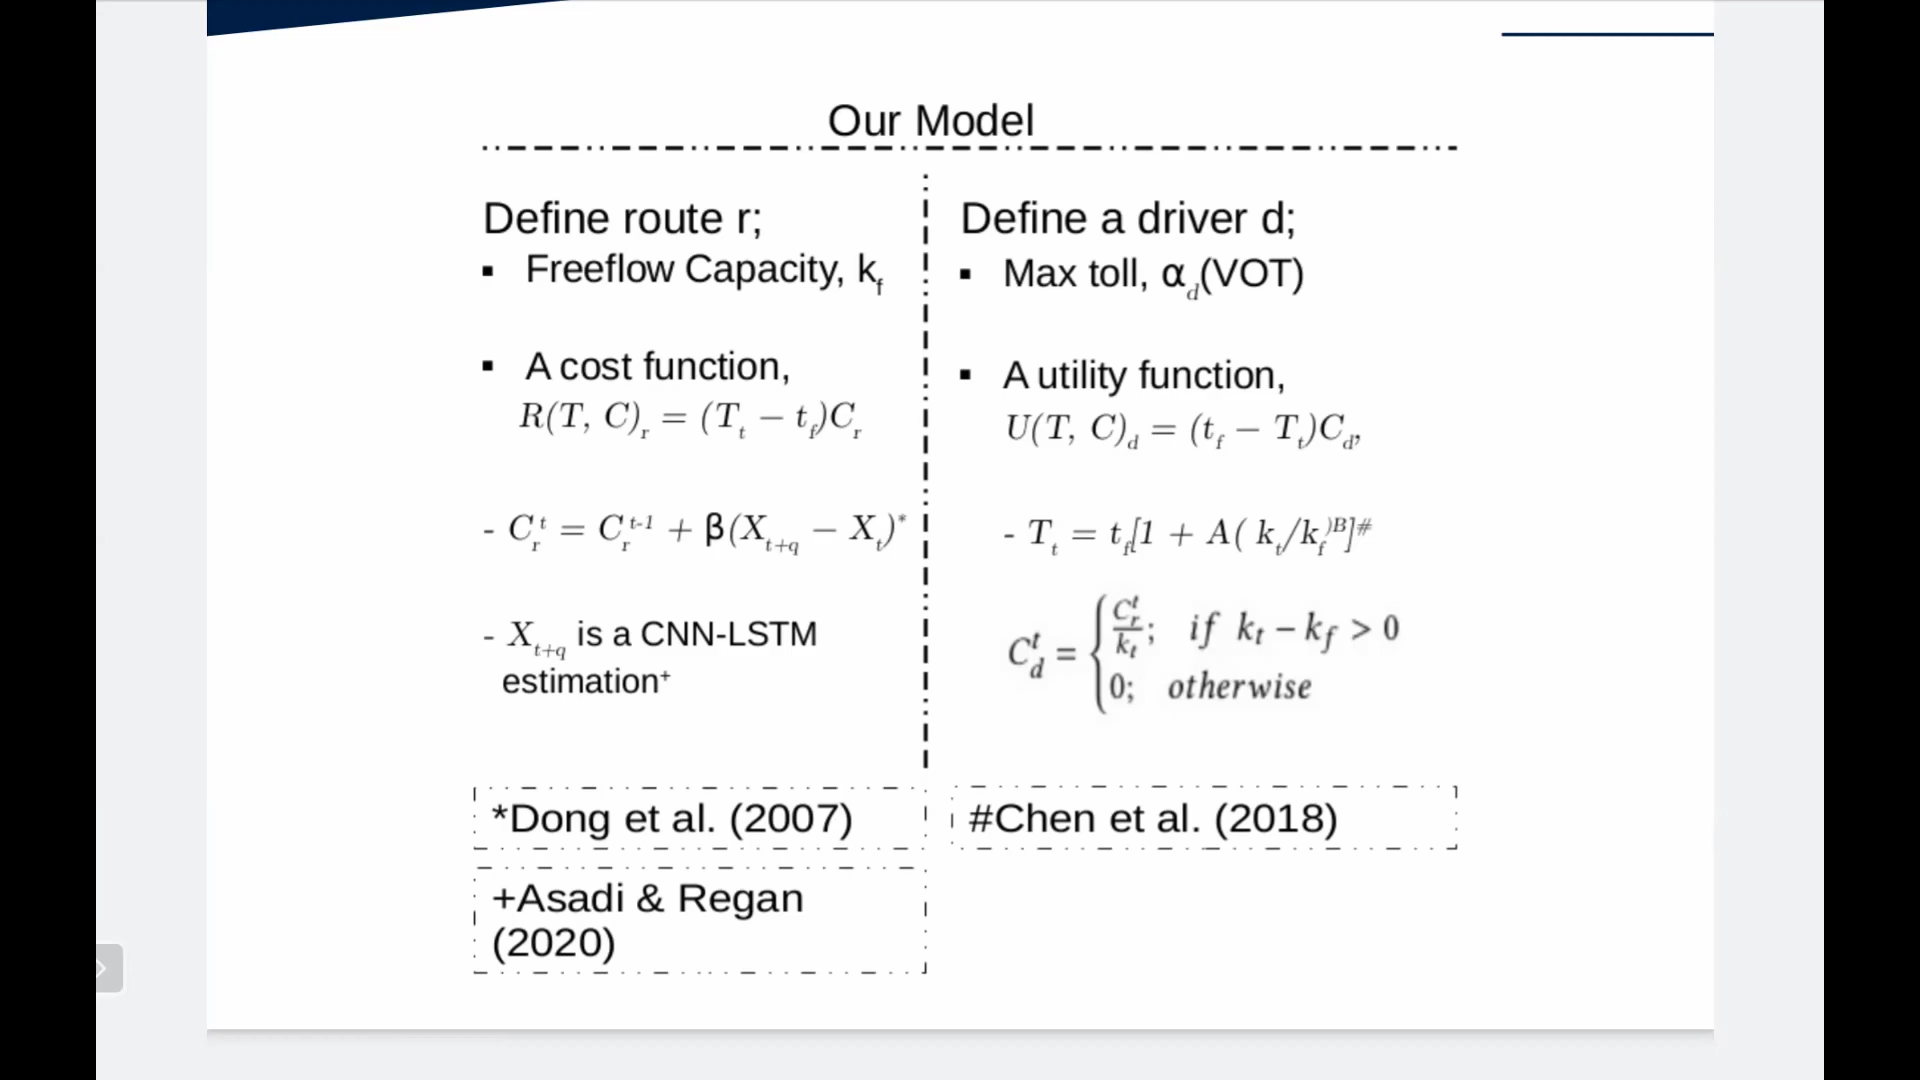 Our Model
Define route r;
▪ Freeflow Capacity, k_f
▪ A cost function,
R(T, C)_r = (T_t − t_f)C_r
- C_r^t = C_r^{t-1} + β(X_{t+q} − X_t)^*
- X_{t+q} is a CNN-LSTM
estimation⁺
*Dong et al. (2007)
+Asadi & Regan
(2020)
Define a driver d;
▪ Max toll, α_d(VOT)
▪ A utility function,
U(T, C)_d = (t_f − T_t)C_d,
- T_t = t_f[1 + A( k_t/k_f)^B]^#
C_d^t = { C_r^t / k_t ; if k_t − k_f > 0
0; otherwise
#Chen et al. (2018)